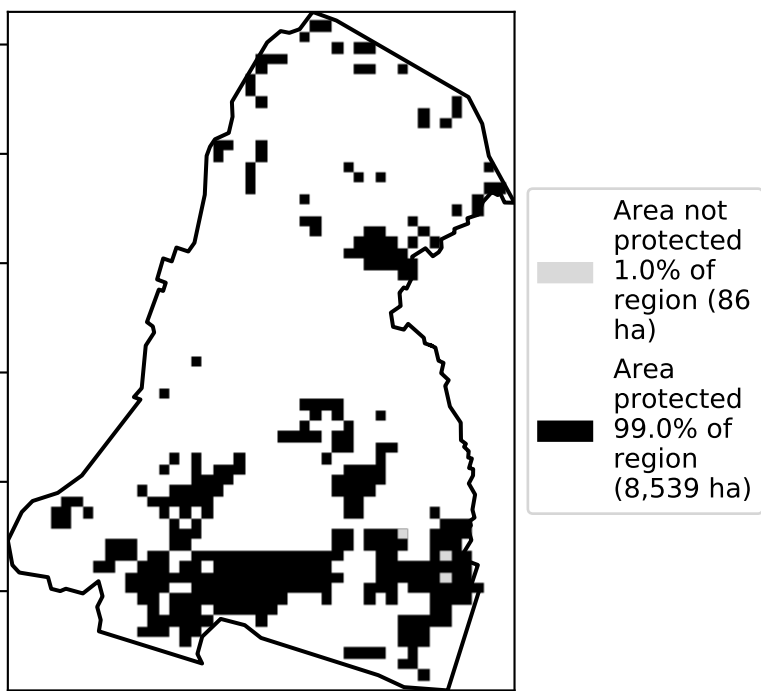 Area not
protected
1.0% of
region (86
ha)
Area
protected
99.0% of
region
(8,539 ha)